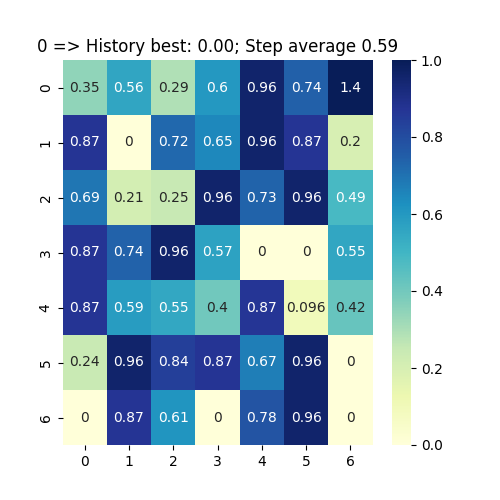 0 => History best: 0.00; Step average 0.59
0 0.35 0.56 0.29 0.6 0.96 0.74 1.4
1 0.87 0 0.72 0.65 0.96 0.87 0.2
2 0.69 0.21 0.25 0.96 0.73 0.96 0.49
3 0.87 0.74 0.96 0.57 0 0 0.55
4 0.87 0.59 0.55 0.4 0.87 0.096 0.42
5 0.24 0.96 0.84 0.87 0.67 0.96 0
6 0 0.87 0.61 0 0.78 0.96 0
0 1 2 3 4 5 6
1.0
0.8
0.6
0.4
0.2
0.0